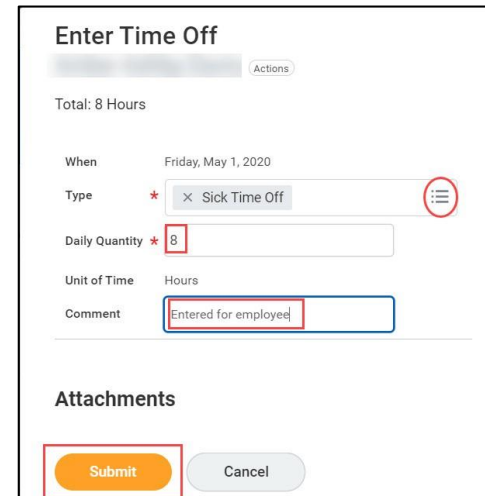 Enter Time Off
Actions
Total: 8 Hours
When Friday, May 1, 2020
Type * × Sick Time Off
Daily Quantity * 8
Unit of Time Hours
Comment Entered for employee
Attachments
Submit Cancel